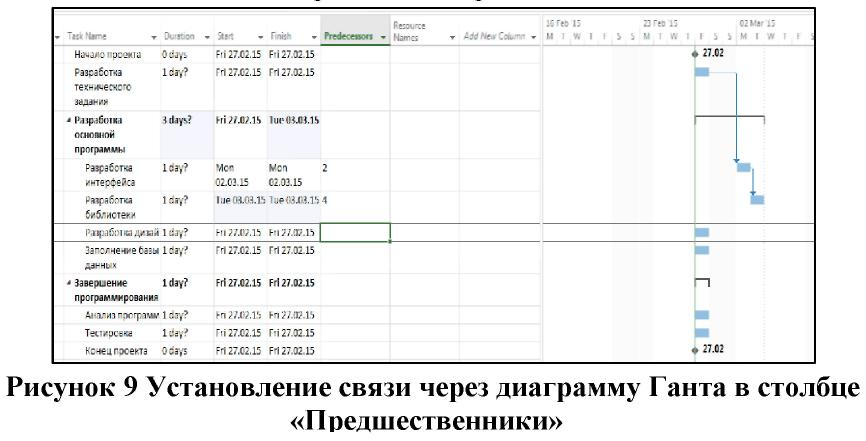 16 Feb '15 23 Feb '15 02 Mar '15
Resource
Task Name Duration Start Finish Predecessors Names Add New Column M T W T F S S M T W T F S S M T W T F S
Начало проекта 0 days Fri 27.02.15 Fri 27.02.15 27.02
Разработка 1 day? Fri 27.02.15 Fri 27.02.15
технического
задания
Разработка 3 days? Fri 27.02.15 Tue 03.03.15
основной
программы
Разработка 1 day? Mon Mon 2
интерфейса 02.03.15 02.03.15
Разработка 1 day? Tue 03.03.15 Tue 03.03.15 4
библиотеки
Разработка дизай 1 day? Fri 27.02.15 Fri 27.02.15
Заполнение базы 1 day? Fri 27.02.15 Fri 27.02.15
данных
Завершение 1 day? Fri 27.02.15 Fri 27.02.15
программирования
Анализ программ 1 day? Fri 27.02.15 Fri 27.02.15
Тестировка 1 day? Fri 27.02.15 Fri 27.02.15
Конец проекта 0 days Fri 27.02.15 Fri 27.02.15 27.02
Рисунок 9 Установление связи через диаграмму Ганта в столбце
«Предшественники»